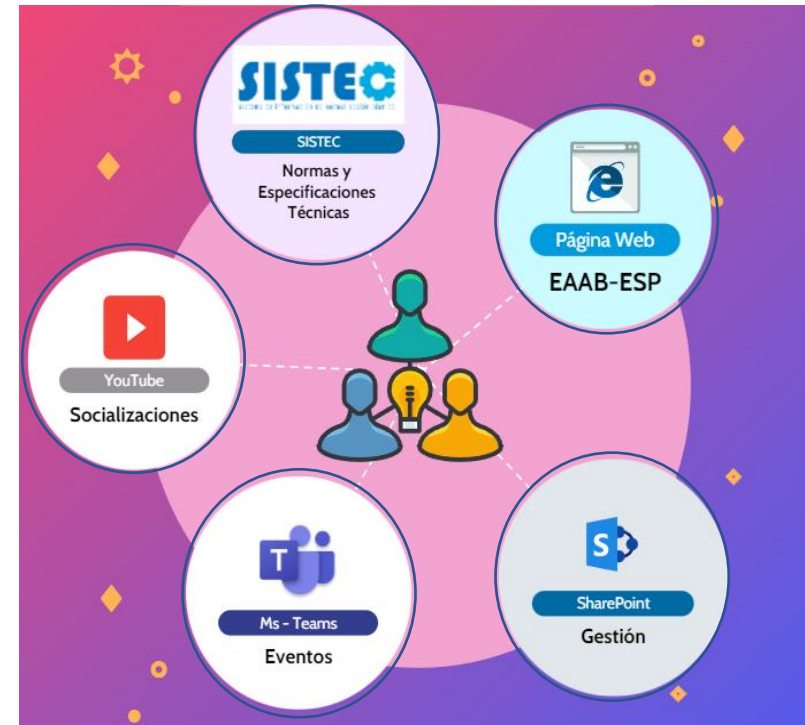 SISTEC
SISTEC
Normas y
Especificaciones
Técnicas
Página Web
EAAB-ESP
YouTube
Socializaciones
T
Ms - Teams
Eventos
S
SharePoint
Gestión